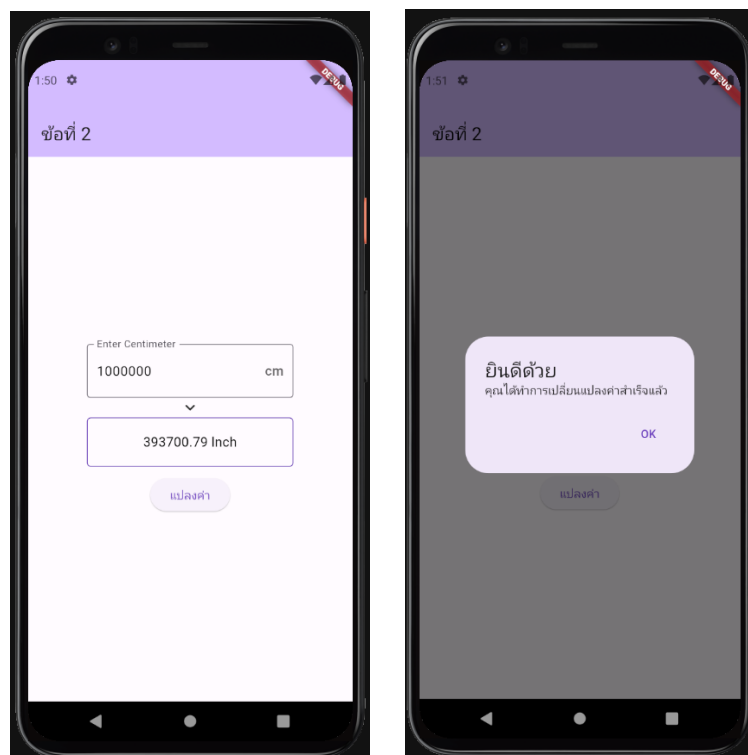 1:50
DEBUG
ข้อที่ 2
Enter Centimeter
1000000 cm
393700.79 Inch
แปลงค่า
1:51
DEBUG
ข้อที่ 2
ยินดีด้วย
คุณได้ทำการเปลี่ยนแปลงค่าสำเร็จแล้ว
OK
แปลงค่า